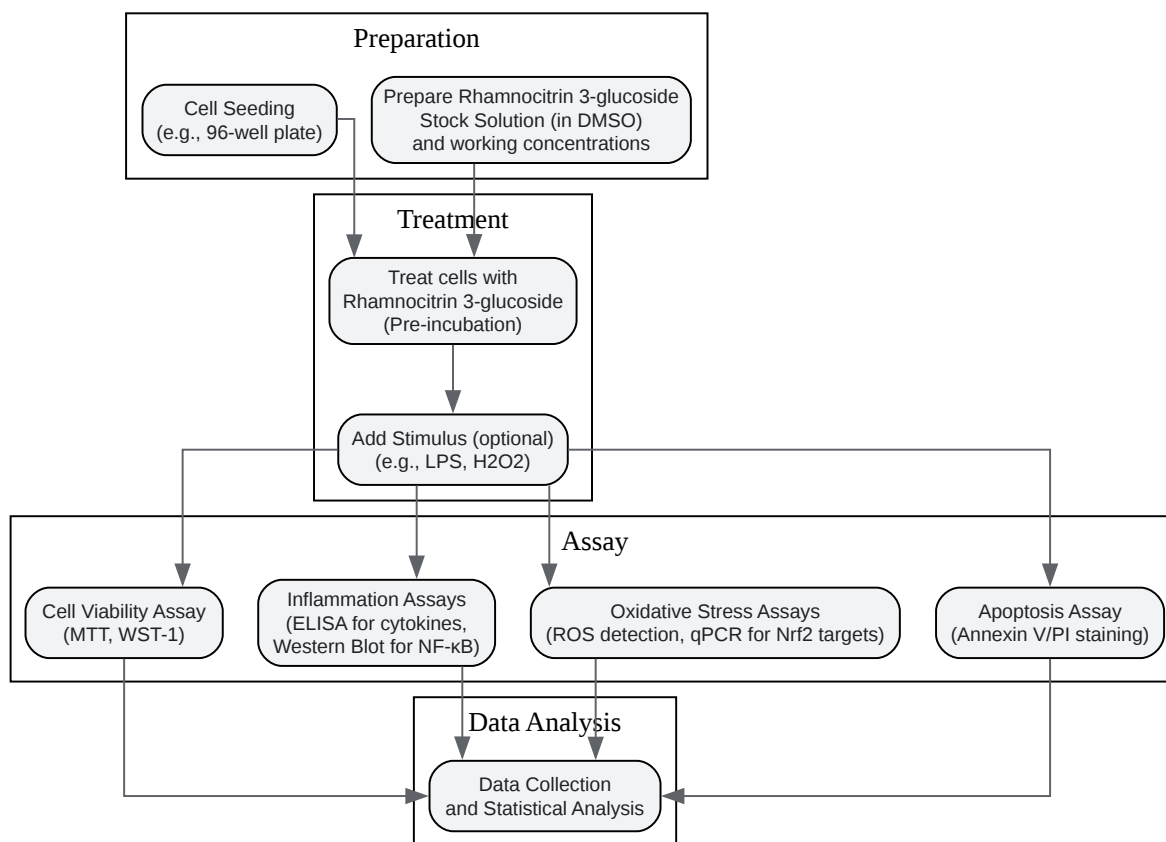 Preparation
Cell Seeding
(e.g., 96-well plate)
Prepare Rhamnocitrin 3-glucoside
Stock Solution (in DMSO)
and working concentrations
Treatment
Treat cells with
Rhamnocitrin 3-glucoside
(Pre-incubation)
Add Stimulus (optional)
(e.g., LPS, H2O2)
Assay
Cell Viability Assay
(MTT, WST-1)
Inflammation Assays
(ELISA for cytokines,
Western Blot for NF-κB)
Oxidative Stress Assays
(ROS detection, qPCR for Nrf2 targets)
Apoptosis Assay
(Annexin V/PI staining)
Data Analysis
Data Collection
and Statistical Analysis